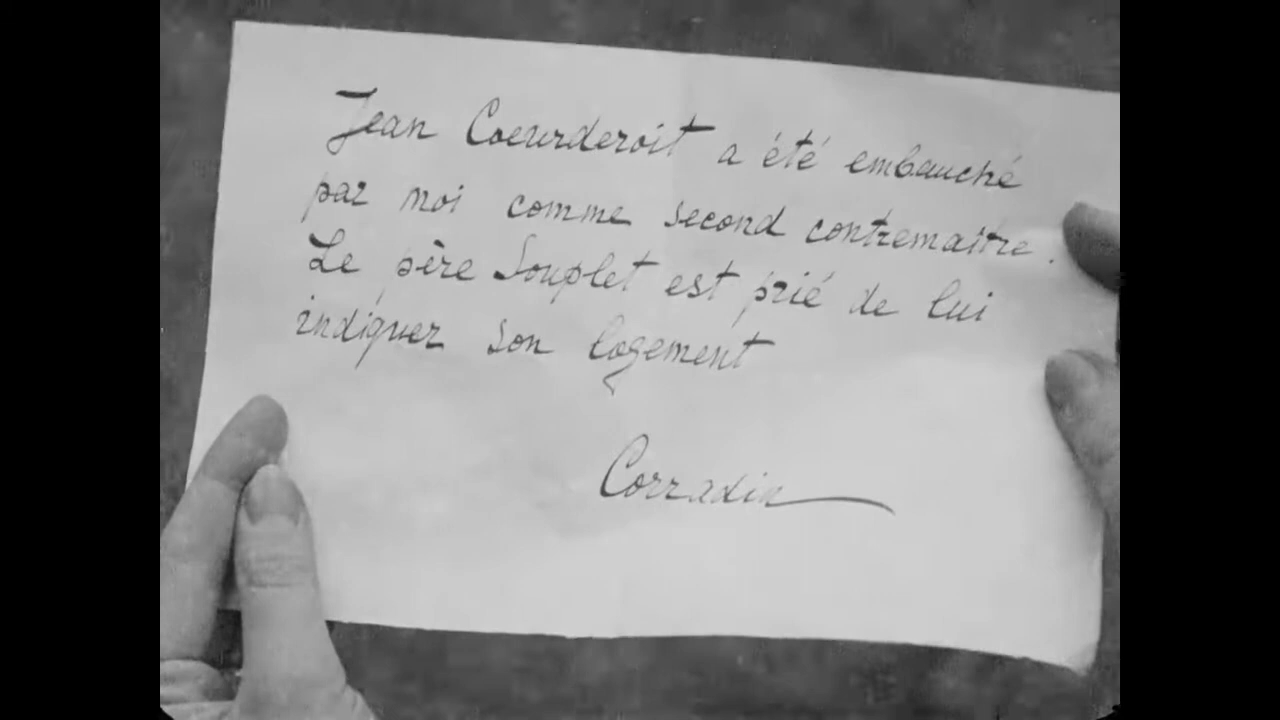 Jean Coeurderoit a été embauché
par moi comme second contremaître.
Le père Souplet est prié de lui
indiquer son logement
Corradin